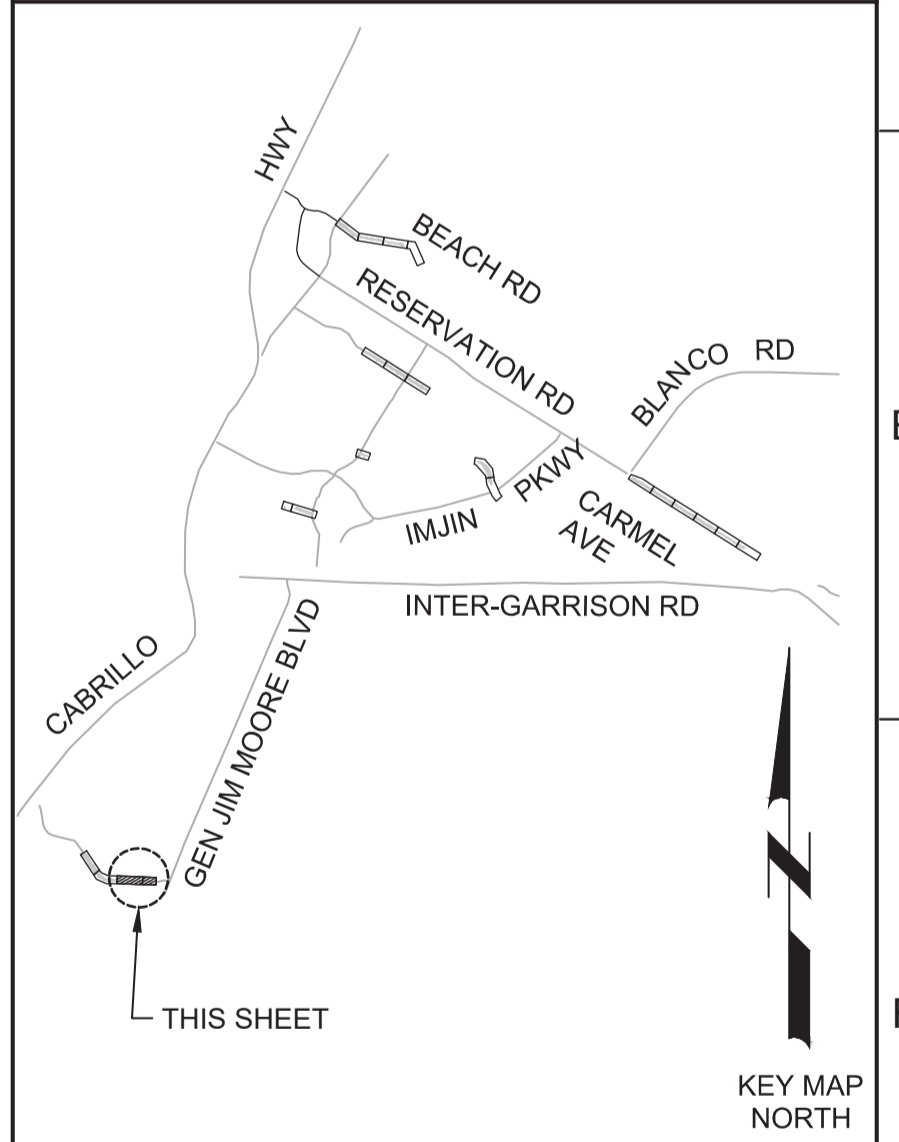 HWY
BEACH RD
RESERVATION RD
BLANCO RD
IMJIN PKWY
CARMEL
AVE
INTER-GARRISON RD
CABRILLO
GEN JIM MOORE BLVD
THIS SHEET
N
KEY MAP
NORTH